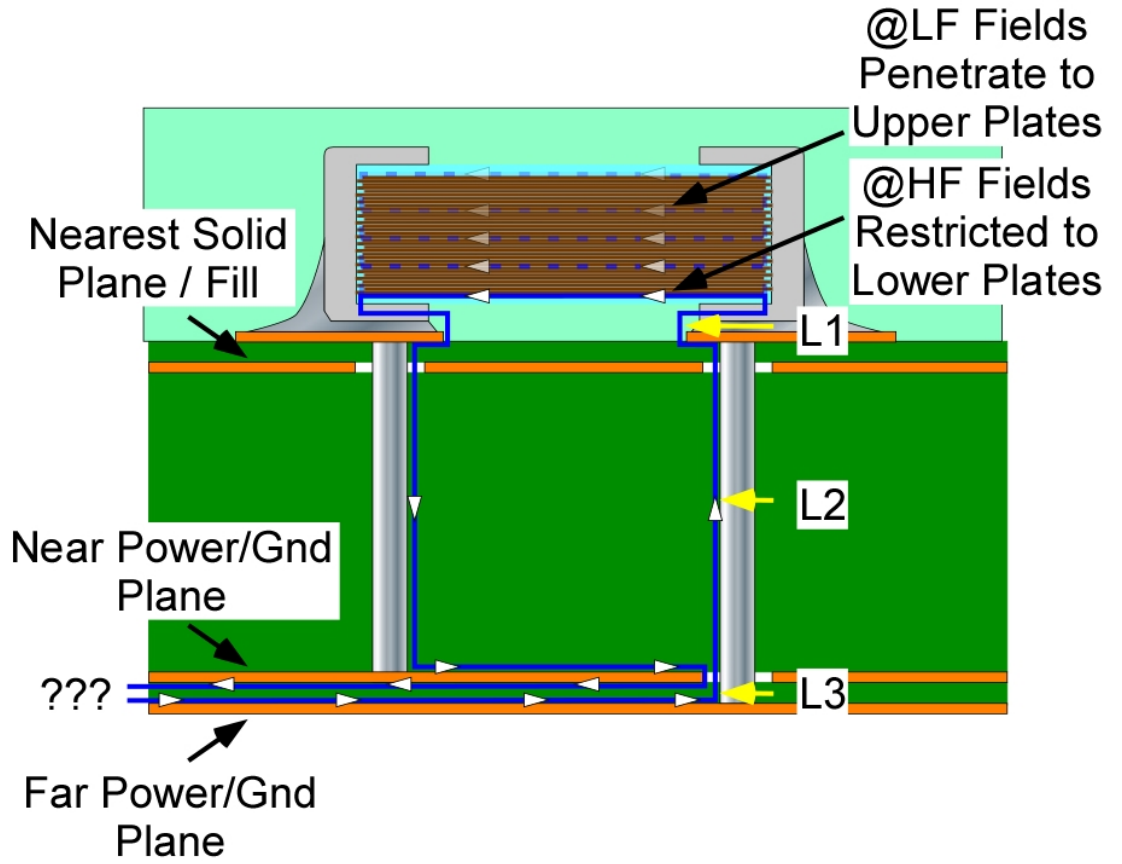 @LF Fields
Penetrate to
Upper Plates
@HF Fields
Restricted to
Lower Plates
Nearest Solid
Plane / Fill
L1
L2
Near Power/Gnd
Plane
???
L3
Far Power/Gnd
Plane